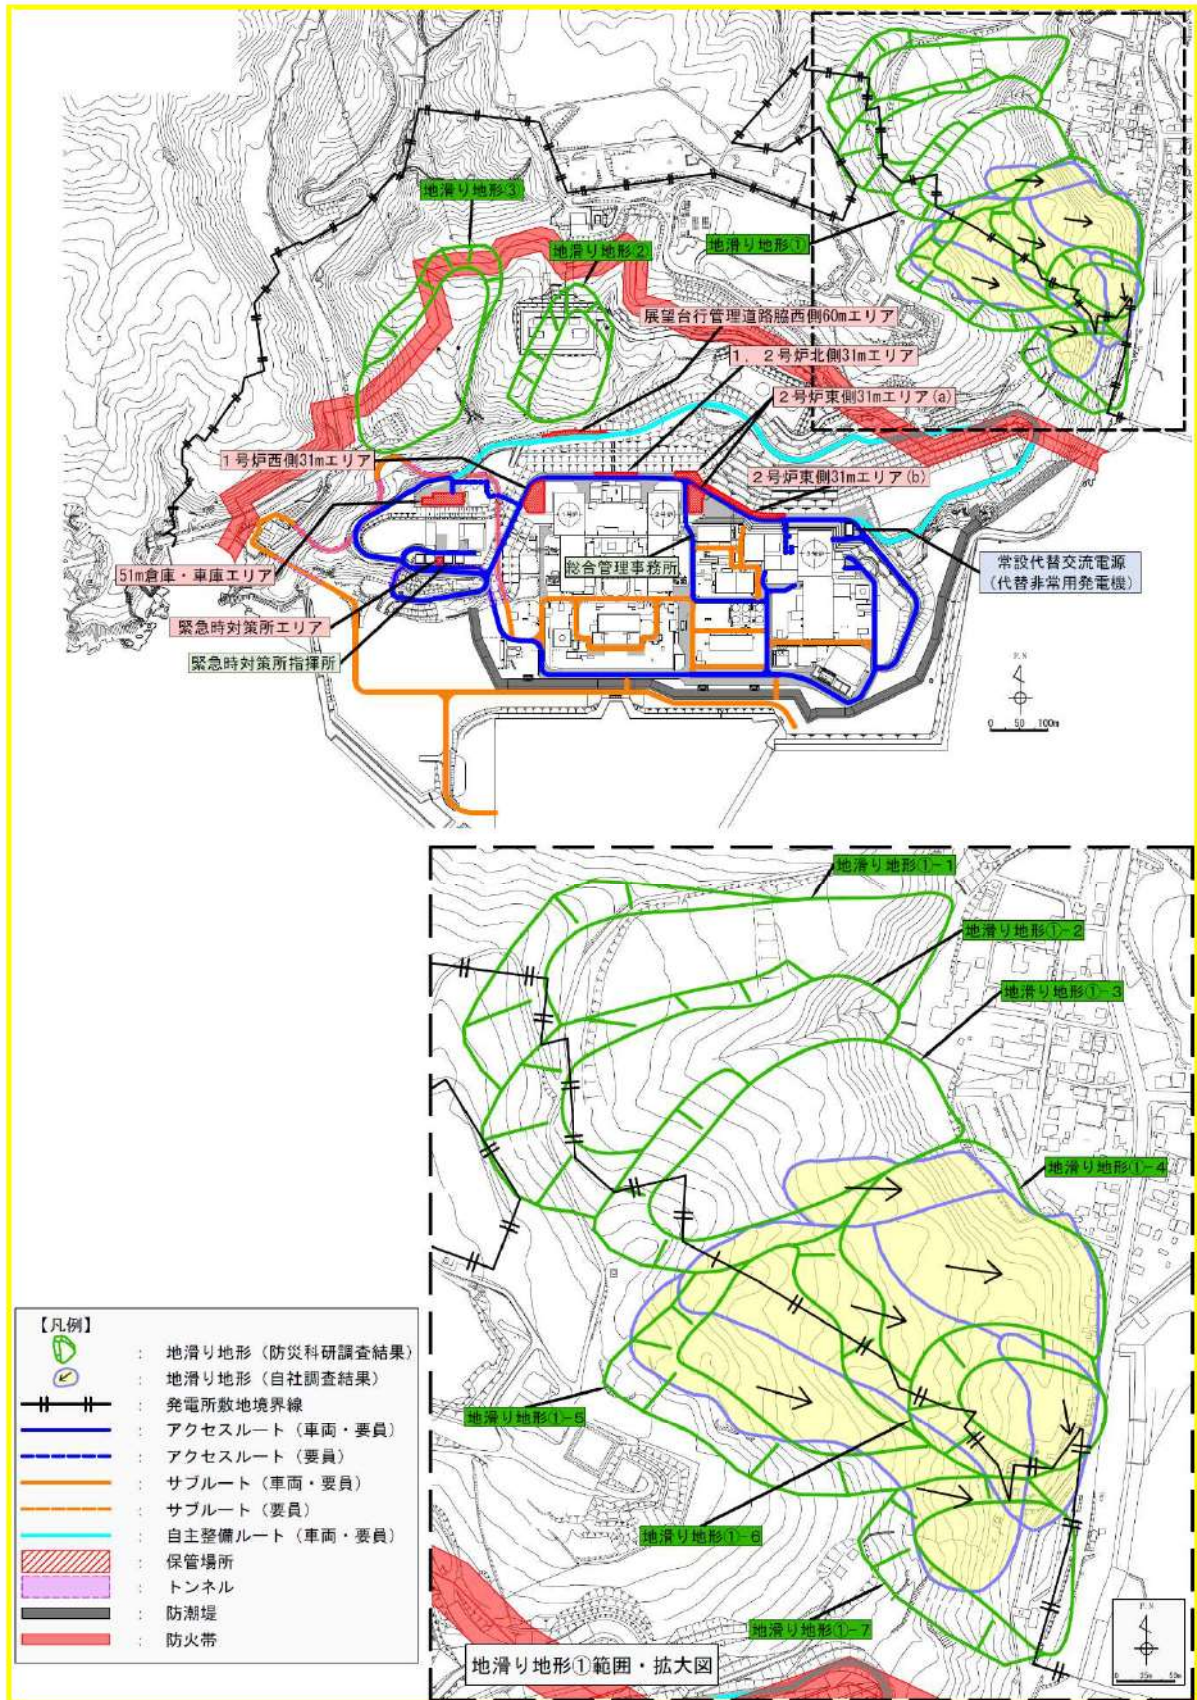 地滑り地形③
地滑り地形②
地滑り地形①
展望台行管理道路脇西側60mエリア
1，2号炉北側31mエリア
2号炉東側31mエリア(a)
1号炉西側31mエリア
2号炉東側31mエリア(b)
51m倉庫・車庫エリア
総合管理事務所
常設代替交流電源
（代替非常用発電機）
緊急時対策所エリア
緊急時対策所指揮所
P.N
0 50 100m
地滑り地形①-1
地滑り地形①-2
地滑り地形①-3
地滑り地形①-4
地滑り地形①-5
地滑り地形①-6
地滑り地形①-7
地滑り地形①範囲・拡大図
P.N
0 25m 50m
【凡例】
： 地滑り地形（防災科研調査結果）
： 地滑り地形（自社調査結果）
： 発電所敷地境界線
： アクセスルート（車両・要員）
： アクセスルート（要員）
： サブルート（車両・要員）
： サブルート（要員）
： 自主整備ルート（車両・要員）
： 保管場所
： トンネル
： 防潮堤
： 防火帯